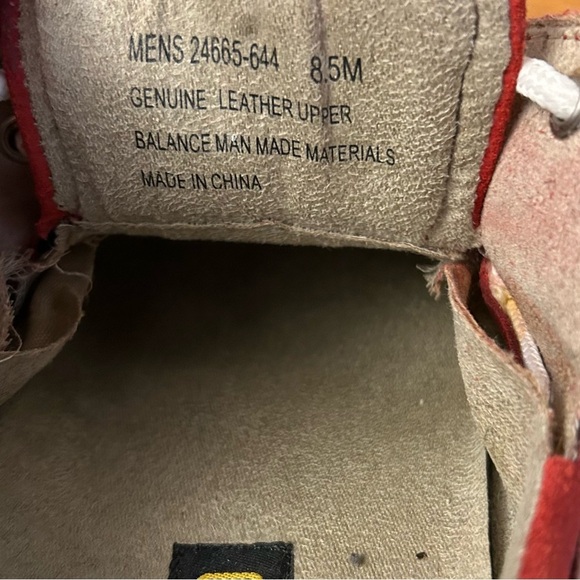 MENS 24665-644 8.5M
GENUINE LEATHER UPPER
BALANCE MAN MADE MATERIALS
MADE IN CHINA